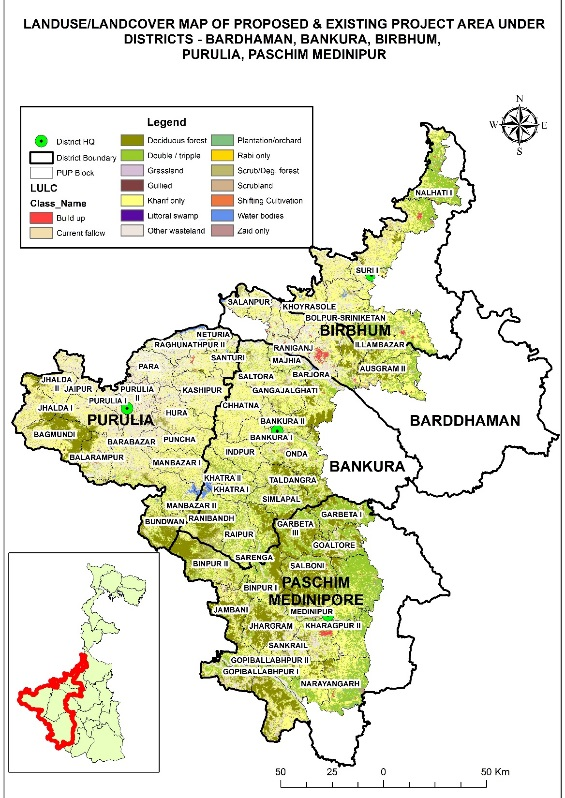 LANDUSE/LANDCOVER MAP OF PROPOSED & EXISTING PROJECT AREA UNDER
DISTRICTS - BARDHAMAN, BANKURA, BIRBHUM,
PURULIA, PASCHIM MEDINIPUR
N
W E
S
Legend
District HQ
District Boundary
PUP Block
LULC
Class_Name
Build up
Current fallow
Deciduous forest
Double / tripple
Grassland
Gullied
Kharif only
Littoral swamp
Other wasteland
Plantation/orchard
Rabi only
Scrub/Deg. forest
Scrubland
Shifting Cultivation
Water bodies
Zaid only
NALHATI I
SURI I
SALANPUR
KHOYRASOLE
BOLPUR-SRINIKETAN
BIRBHUM
NETURIA
RAGHUNATHPUR II
RANIGANJ
ILLAMBAZAR
SANTURI
MAJHIA
AUSGRAM II
PARA
SALTORA
BARJORA
JHALDA
II
JAIPUR
PURULIA
II
KASHIPUR
GANGAJALGHATI
PURULIA I
JHALDA I
CHHATNA
HURA
PURULIA
BANKURA II
BARDDHAMAN
BAGMUNDI
BARABAZAR
PUNCHA
BANKURA I
BALARAMPUR
INDPUR
ONDA
BANKURA
MANBAZAR I
KHATRA II
TALDANGRA
KHATRA I
SIMLAPAL
MANBAZAR II
BUNDWAN
RANIBANDH
GARBETA I
GARBETA
III
RAIPUR
GOALTORE
SARENGA
BINPUR II
SALBONI
BINPUR I
PASCHIM
MEDINIPORE
JAMBANI
MEDINIPUR
JHARGRAM
KHARAGPUR II
SANKRAIL
GOPIBALLABHPUR II
GOPIBALLABHPUR I
NARAYANGARH
50 25 0 50 Km